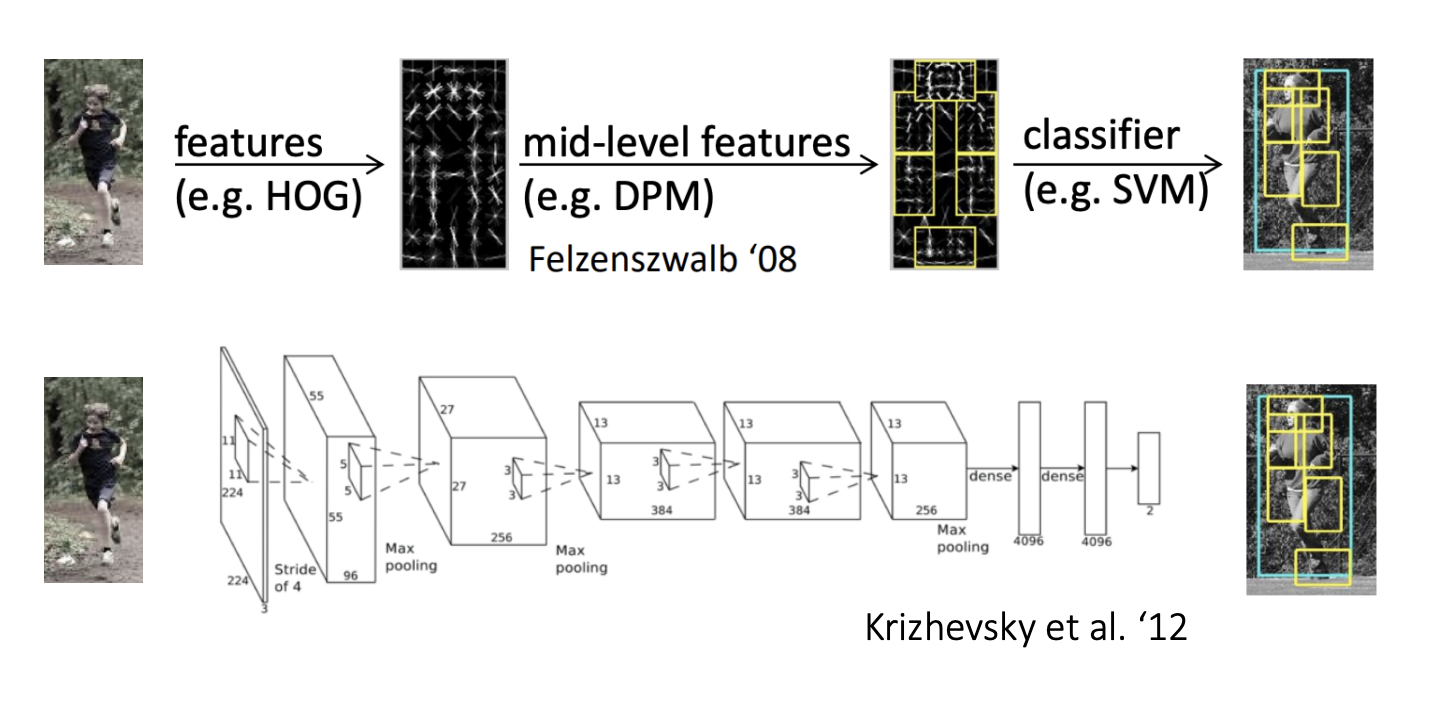 features
(e.g. HOG)
mid-level features
(e.g. DPM)
Felzenszwalb ‘08
classifier
(e.g. SVM)
11
11
224
224
3
Stride
of 4
55
55
5
5
96
Max
pooling
27
27
3
3
256
Max
pooling
13
13
3
3
384
13
13
3
3
384
13
13
256
Max
pooling
dense
4096
dense
4096
2
Krizhevsky et al. ‘12